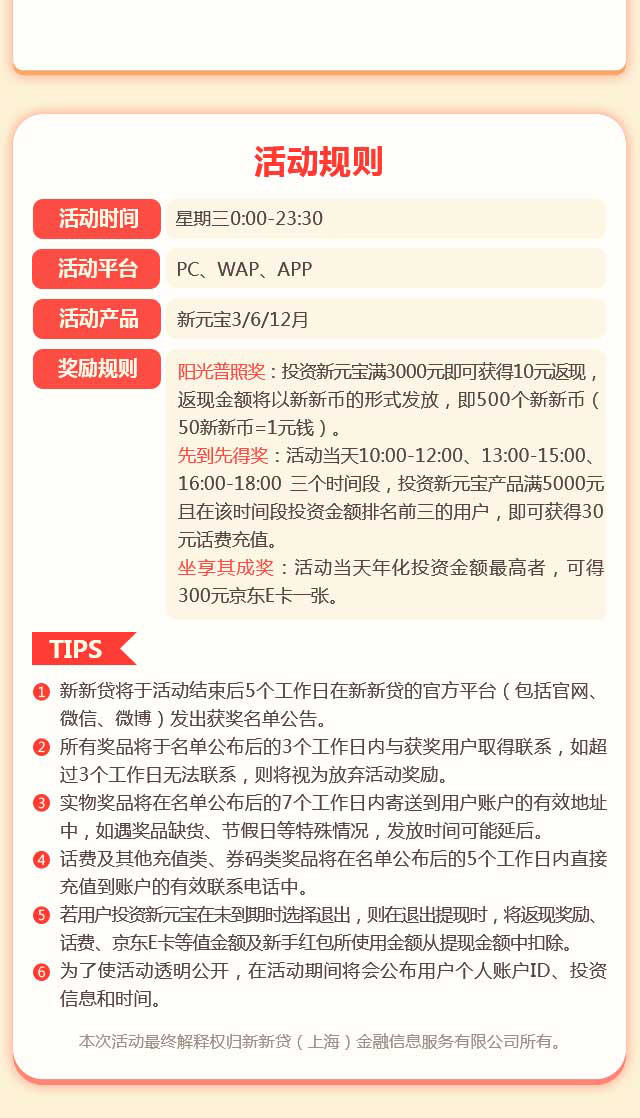 活动规则
活动时间
星期三0:00-23:30
活动平台
PC、WAP、APP
活动产品
新元宝3/6/12月
奖励规则
阳光普照奖：投资新元宝满3000元即可获得10元返现，
返现金额将以新新币的形式发放，即500个新新币（
50新新币=1元钱）。
先到先得奖：活动当天10:00-12:00、13:00-15:00、
16:00-18:00 三个时间段，投资新元宝产品满5000元
且在该时间段投资金额排名前三的用户，即可获得30
元话费充值。
坐享其成奖：活动当天年化投资金额最高者，可得
300元京东E卡一张。
TIPS
1 新新贷将于活动结束后5个工作日在新新贷的官方平台（包括官网、
微信、微博）发出获奖名单公告。
2 所有奖品将于名单公布后的3个工作日内与获奖用户取得联系，如超
过3个工作日无法联系，则将视为放弃活动奖励。
3 实物奖品将在名单公布后的7个工作日内寄送到用户账户的有效地址
中，如遇奖品缺货、节假日等特殊情况，发放时间可能延后。
4 话费及其他充值类、券码类奖品将在名单公布后的5个工作日内直接
充值到账户的有效联系电话中。
5 若用户投资新元宝在未到期时选择退出，则在退出提现时，将返现奖励、
话费、京东E卡等值金额及新手红包所使用金额从提现金额中扣除。
6 为了使活动透明公开，在活动期间将会公布用户个人账户ID、投资
信息和时间。
本次活动最终解释权归新新贷（上海）金融信息服务有限公司所有。